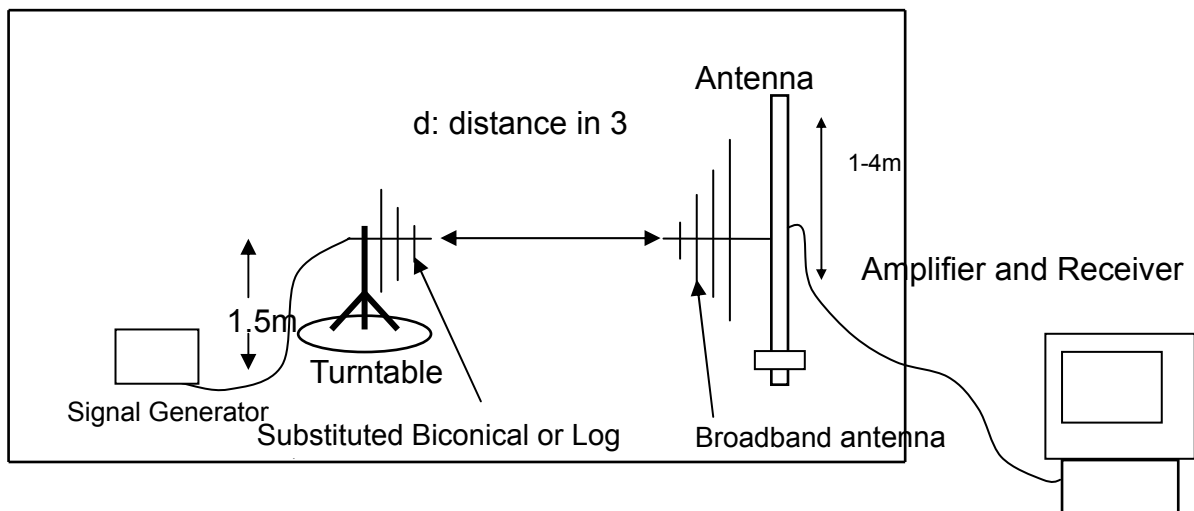 Antenna
d: distance in 3
1-4m
Amplifier and Receiver
1.5m
Turntable
Signal Generator
Substituted Biconical or Log
Broadband antenna